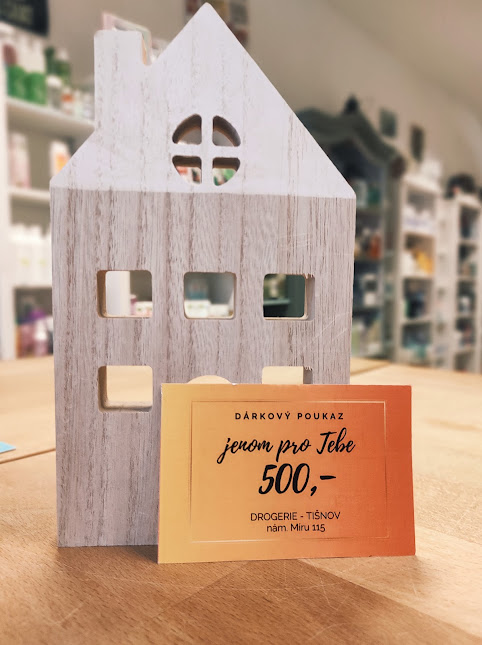 DÁRKOVÝ POUKAZ
jenom pro Tebe
500,-
DROGERIE - TIŠNOV
nám. Míru 115